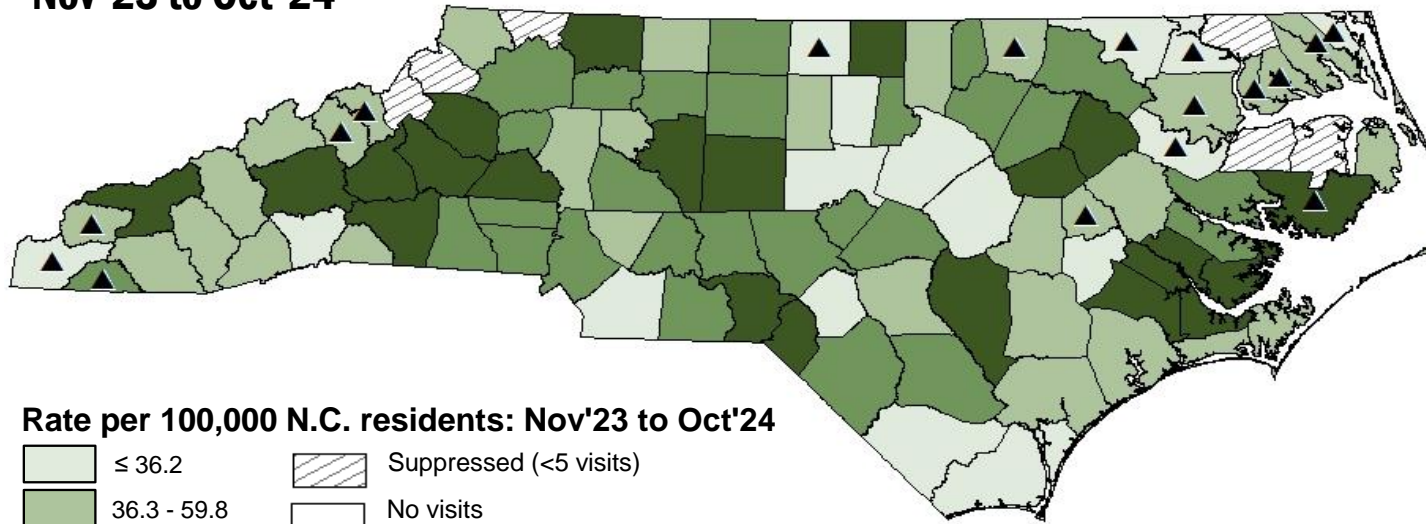 Nov'23 to Oct'24
Rate per 100,000 N.C. residents: Nov'23 to Oct'24
≤ 36.2
Suppressed (<5 visits)
36.3 - 59.8
No visits